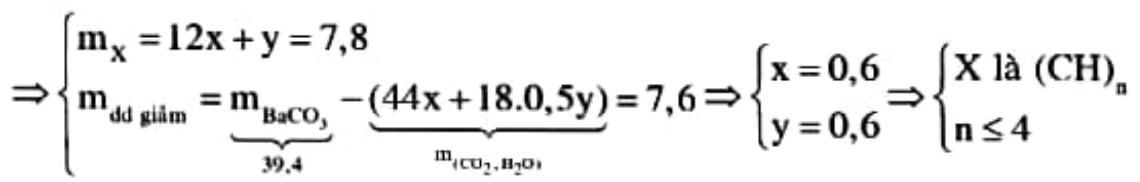 ⇒ { m_X = 12x + y = 7,8
m_dd giảm = m_BaCO₃ − (44x + 18.0,5y) = 7,6 ⇒ { x = 0,6 y = 0,6 ⇒ { X là (CH)ₙ n ≤ 4
39,4 m_(CO₂, H₂O)